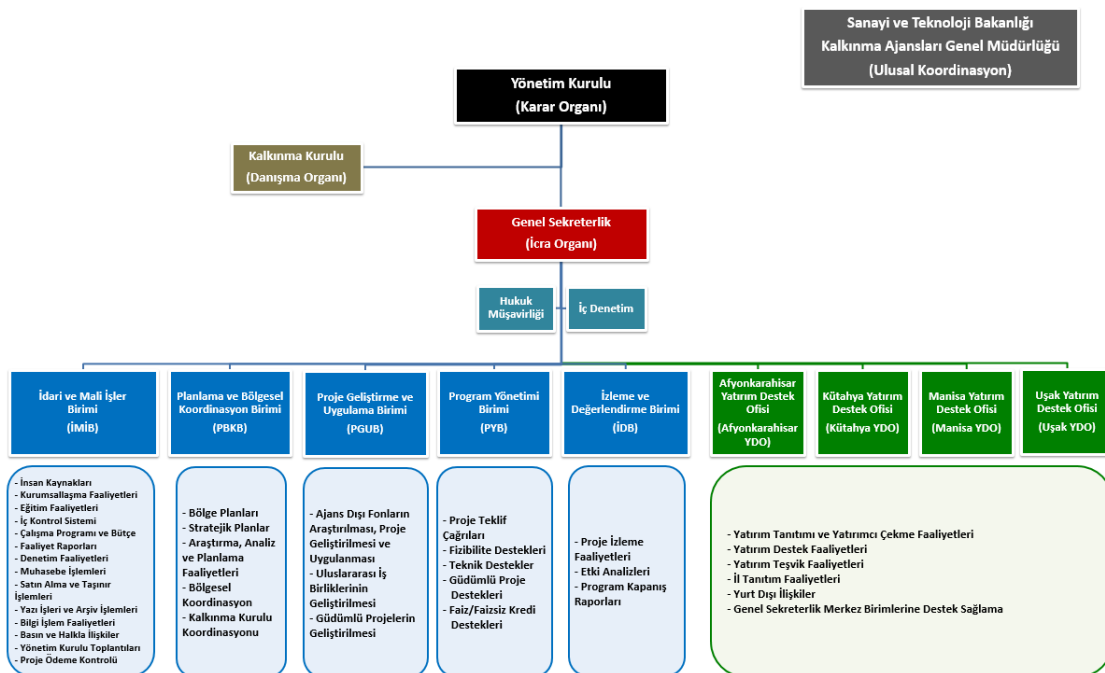 Sanayi ve Teknoloji Bakanlığı
Kalkınma Ajansları Genel Müdürlüğü
(Ulusal Koordinasyon)
Yönetim Kurulu
(Karar Organı)
Kalkınma Kurulu
(Danışma Organı)
Genel Sekreterlik
(İcra Organı)
Hukuk
Müşavirliği
İç Denetim
İdari ve Mali İşler
Birimi
(İMİB)
Planlama ve Bölgesel
Koordinasyon Birimi
(PBKB)
Proje Geliştirme ve
Uygulama Birimi
(PGUB)
Program Yönetimi
Birimi
(PYB)
İzleme ve
Değerlendirme Birimi
(İDB)
Afyonkarahisar
Yatırım Destek
Ofisi
(Afyonkarahisar
YDO)
Kütahya Yatırım
Destek Ofisi
(Kütahya YDO)
Manisa Yatırım
Destek Ofisi
(Manisa YDO)
Uşak Yatırım
Destek Ofisi
(Uşak YDO)
- İnsan Kaynakları
- Kurumsallaşma Faaliyetleri
- Eğitim Faaliyetleri
- İç Kontrol Sistemi
- Çalışma Programı ve Bütçe
- Faaliyet Raporları
- Denetim Faaliyetleri
- Muhasebe İşlemleri
- Satın Alma ve Taşınır
İşlemleri
- Yazı İşleri ve Arşiv İşlemleri
- Bilgi İşlem Faaliyetleri
- Basın ve Halkla İlişkiler
- Yönetim Kurulu Toplantıları
- Proje Ödeme Kontrolü
- Bölge Planları
- Stratejik Planlar
- Araştırma, Analiz
ve Planlama
Faaliyetleri
- Bölgesel
Koordinasyon
- Kalkınma Kurulu
Koordinasyonu
- Ajans Dışı Fonların
Araştırılması, Proje
Geliştirilmesi ve
Uygulanması
- Uluslararası İş
Birliklerinin
Geliştirilmesi
- Güdümlü Projelerin
Geliştirilmesi
- Proje Teklif
Çağrıları
- Fizibilite Destekleri
- Teknik Destekler
- Güdümlü Proje
Destekleri
- Faiz/Faizsiz Kredi
Destekleri
- Proje İzleme
Faaliyetleri
- Etki Analizleri
- Program Kapanış
Raporları
- Yatırım Tanıtımı ve Yatırımcı Çekme Faaliyetleri
- Yatırım Destek Faaliyetleri
- Yatırım Teşvik Faaliyetleri
- İl Tanıtım Faaliyetleri
- Yurt Dışı İlişkiler
- Genel Sekreterlik Merkez Birimlerine Destek Sağlama